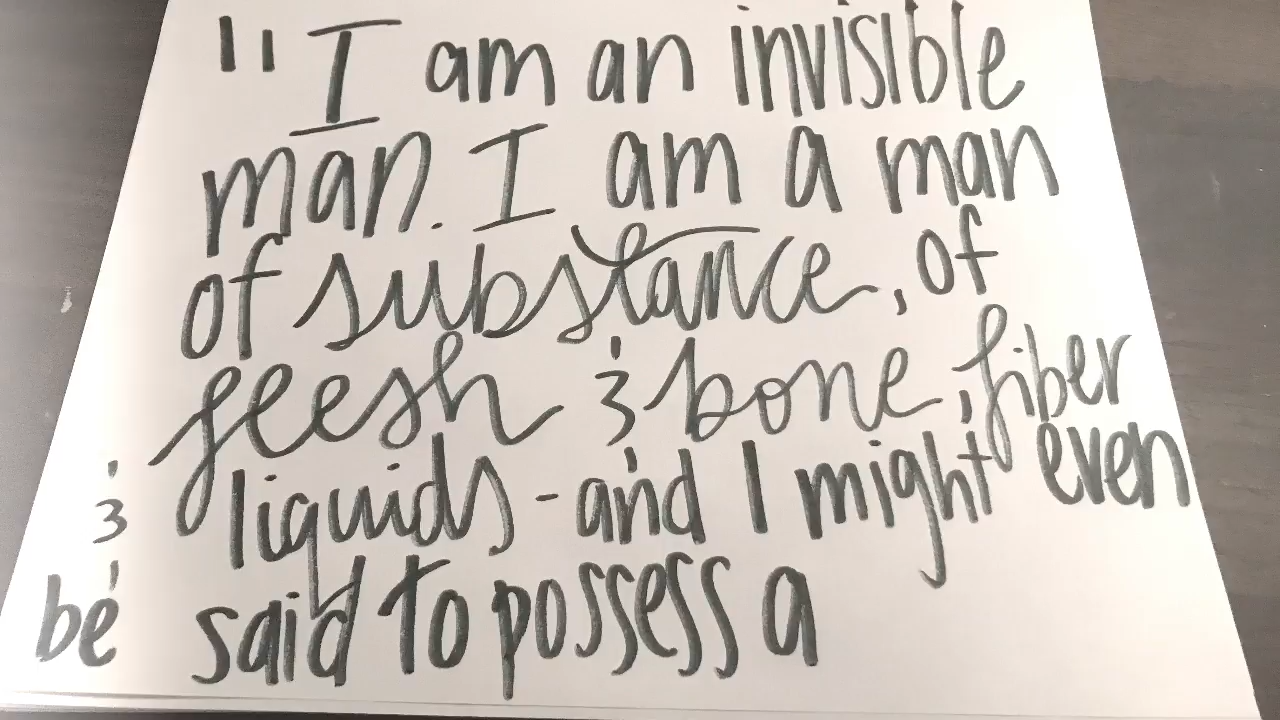 "I am an invisible
man. I am a man
of substance, of
fleesh & bone, fiber
& liquids - and I might even
be said to possess a